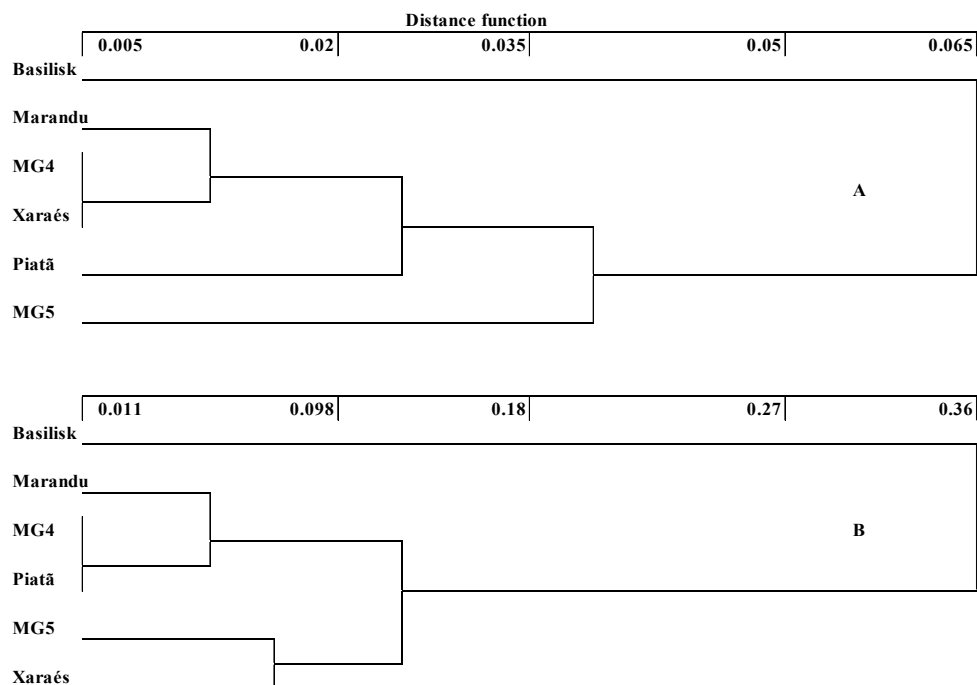 Distance function
0.005 0.02 0.035 0.05 0.065
Basilisk
Marandu
MG4
A
Xaraés
Piatã
MG5
0.011 0.098 0.18 0.27 0.36
Basilisk
Marandu
MG4
B
Piatã
MG5
Xaraés